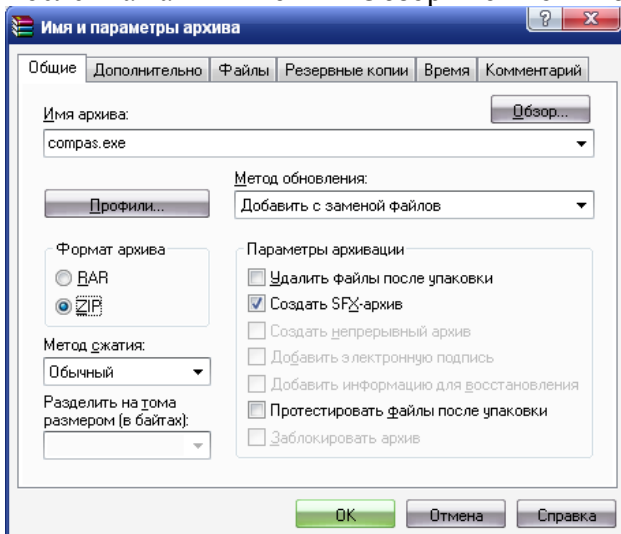 Имя и параметры архива
Общие Дополнительно Файлы Резервные копии Время Комментарий
Имя архива:
Обзор...
compas.exe
Метод обновления:
Профили...
Добавить с заменой файлов
Формат архива
Параметры архивации
RAR
Удалить файлы после упаковки
ZIP
Создать SFX-архив
Создать непрерывный архив
Метод сжатия:
Добавить электронную подпись
Обычный
Добавить информацию для восстановления
Разделить на тома
размером (в байтах):
Протестировать файлы после упаковки
Заблокировать архив
OK Отмена Справка